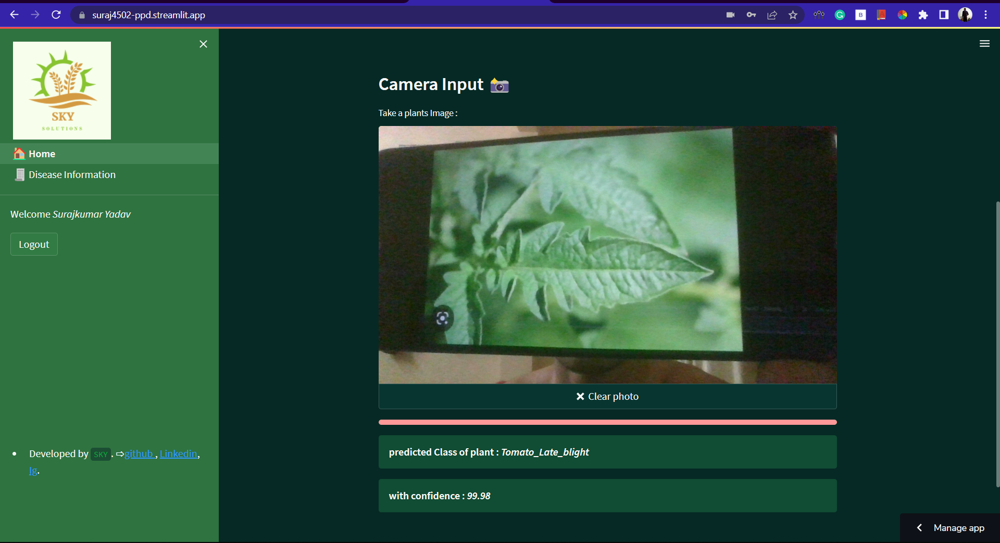 suraj4502-ppd.streamlit.app
SKY
SOLUTIONS
Home
Disease Information
Welcome Surajkumar Yadav
Logout
Developed by SKY. ⇨github , Linkedin,
Ig.
Camera Input
Take a plants Image :
Clear photo
predicted Class of plant : Tomato_Late_blight
with confidence : 99.98
Manage app